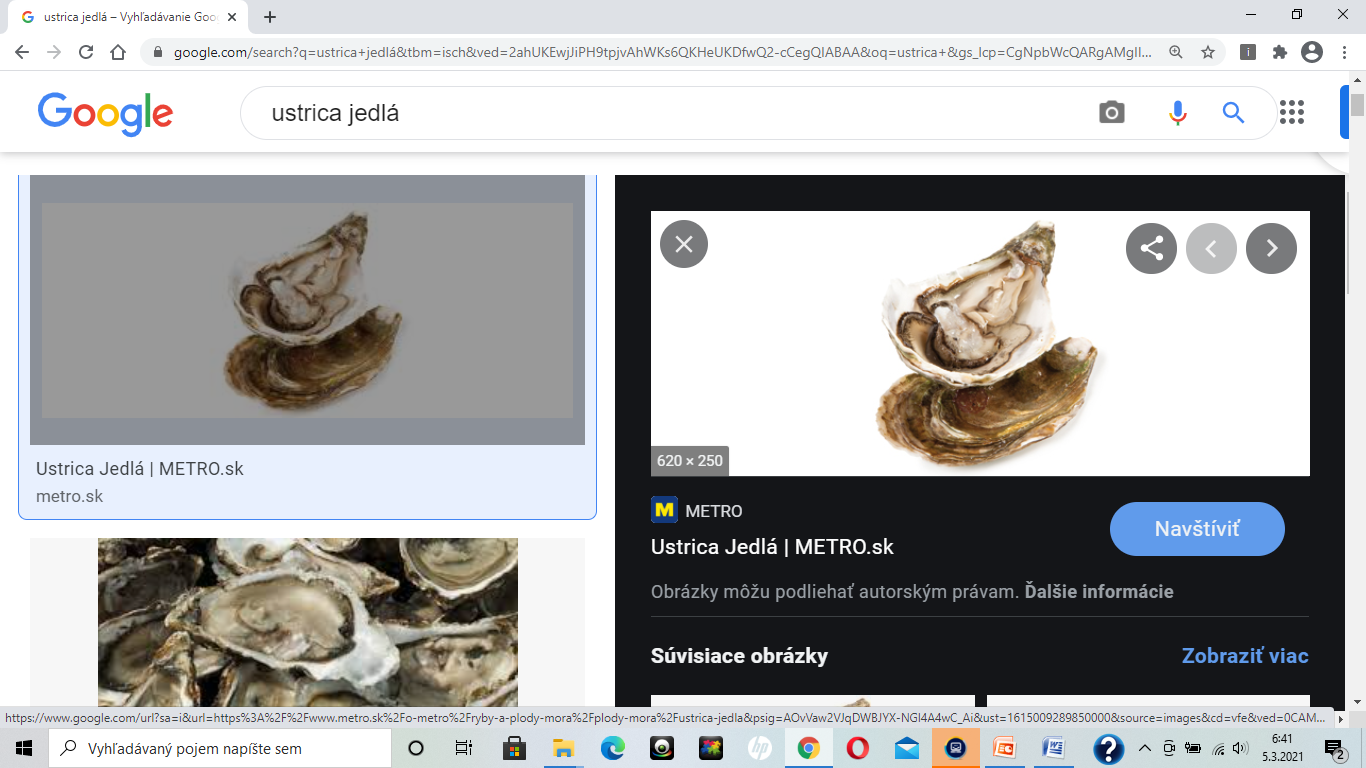 ustrica jedlá – Vyhľadávanie Goo
google.com/search?q=ustrica+jedlá&tbm=isch&ved=2ahUKEwjJiPH9tpjvAhWKs6QKHeUKDfwQ2-cCegQIABAA&oq=ustrica+&gs_lcp=CgNpbWcQARgAMgII...
Google
ustrica jedlá
620 × 250
Ustrica Jedlá | METRO.sk
metro.sk
M METRO
Navštíviť
Ustrica Jedlá | METRO.sk
Obrázky môžu podliehať autorským právam. Ďalšie informácie
Súvisiace obrázky
Zobraziť viac
https://www.google.com/url?sa=i&url=https%3A%2F%2Fwww.metro.sk%2Fo-metro%2Fryby-a-plody-mora%2Fplody-mora%2Fustrica-jedla&psig=AOvVaw2VJqDWBJYX-NGl4A4wC_Ai&ust=1615009289850000&source=images&cd=vfe&ved=0CAM...
Vyhľadávaný pojem napíšte sem
hp
6:41
5.3.2021
2